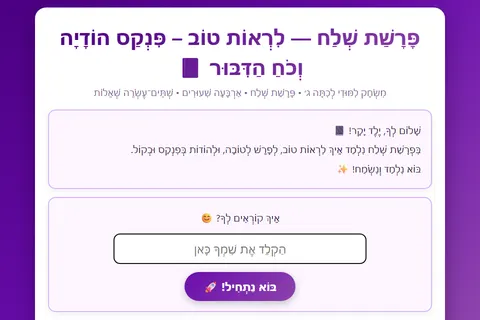 פָּרָשַׁת שְׁלַח — לִרְאוֹת טוֹב – פִּנְקַס הוֹדָיָה
וְכֹחַ הַדִּבּוּר 📓
מִשְׂחַק לִמּוּדִי לְכִתָּה ג׳ • פָּרָשַׁת שְׁלַח • אַרְבָּעָה שִׁעוּרִים • שְׁתֵּים־עֶשְׂרֵה שְׁאֵלוֹת
שָׁלוֹם לְךָ, יֶלֶד יָקָר! 📓
בְּפָרָשַׁת שְׁלַח נִלְמַד אֵיךְ לִרְאוֹת טוֹב, לְפָרֵשׁ לְטוֹבָה, וּלְהוֹדוֹת בְּפִנְקָס וּבְקוֹל.
בּוֹא נִלְמַד וְנִשְׂמַח! ✨
אֵיךְ קוֹרְאִים לְךָ? 😊
הַקְלֵד אֶת שִׁמְךָ כָּאן
בּוֹא נַתְחִיל! 🚀